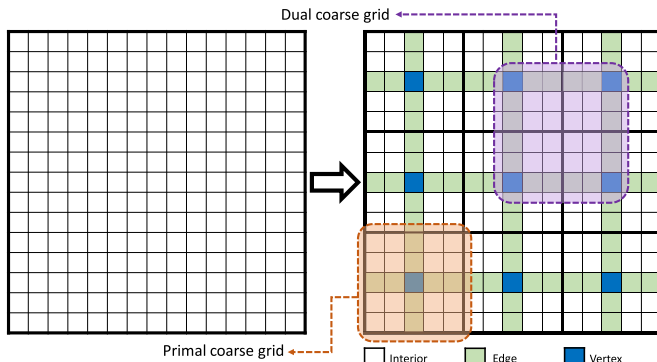 Dual coarse grid
Primal coarse grid
Interior
Edge
Vertex